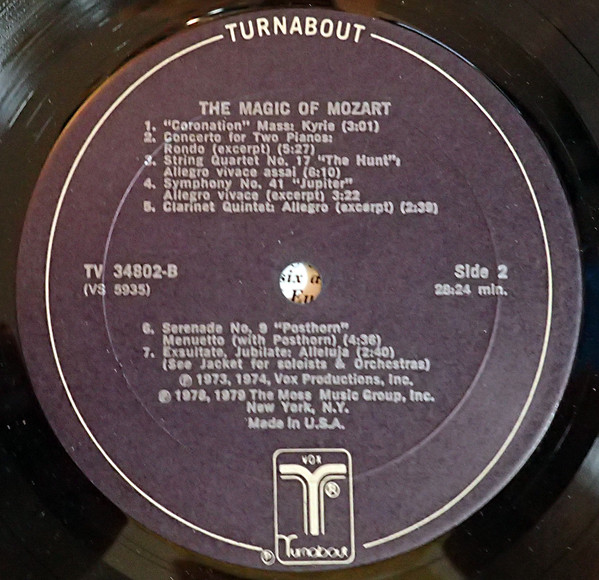 TURNABOUT
THE MAGIC OF MOZART
1. "Coronation" Mass: Kyrie (3:01)
2. Concerto for Two Pianos:
Rondo (excerpt) (5:27)
3. String Quartet No. 17 "The Hunt":
Allegro vivace assai (6:10)
4. Symphony No. 41 "Jupiter"
Allegro vivace (excerpt) 3:22
5. Clarinet Quintet: Allegro (excerpt) (2:39)
TV 34802-B
(VS 5935)
six a
Ev
Side 2
28:24 min.
6. Serenade No. 9 "Posthorn"
Menuetto (with Posthorn) (4:36)
7. Exsultate, Jubilate: Alleluja (2:40)
(See Jacket for soloists & Orchestras)
℗ 1973, 1974, Vox Productions, Inc.
℗ 1978, 1979 The Moss Music Group, Inc.
New York, N.Y.
Made in U.S.A.
VOX
T ®
Turnabout
℗